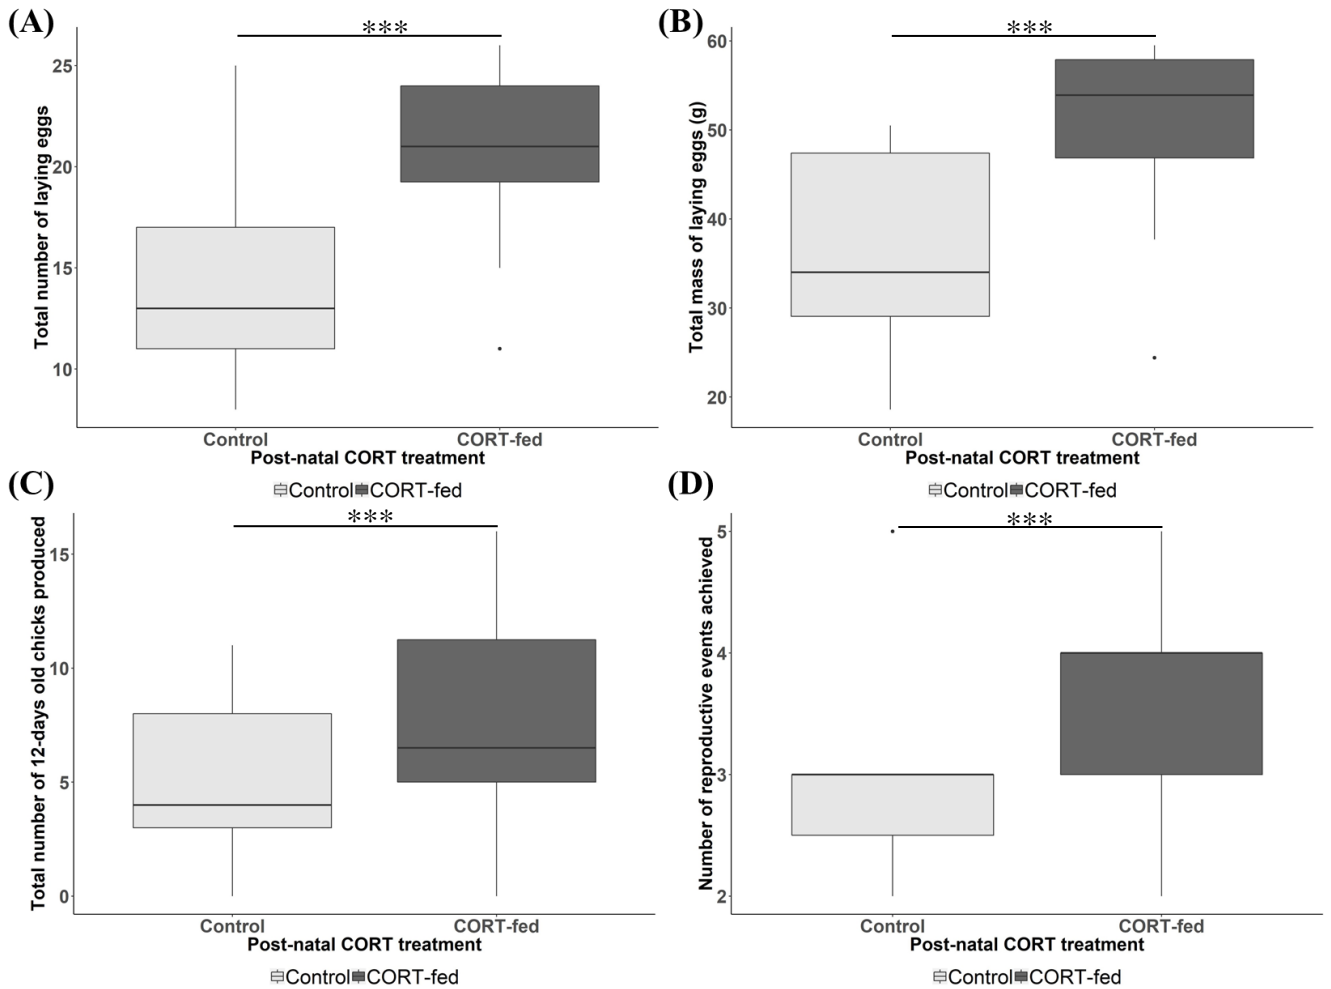 (A)
***
Total number of laying eggs
25
20
15
10
Control CORT-fed
Post-natal CORT treatment
Control CORT-fed
(B)
***
Total mass of laying eggs (g)
60
50
40
30
20
Control CORT-fed
Post-natal CORT treatment
Control CORT-fed
(C)
***
Total number of 12-days old chicks produced
15
10
5
0
Control CORT-fed
Post-natal CORT treatment
Control CORT-fed
(D)
***
Number of reproductive events achieved
5
4
3
2
Control CORT-fed
Post-natal CORT treatment
Control CORT-fed